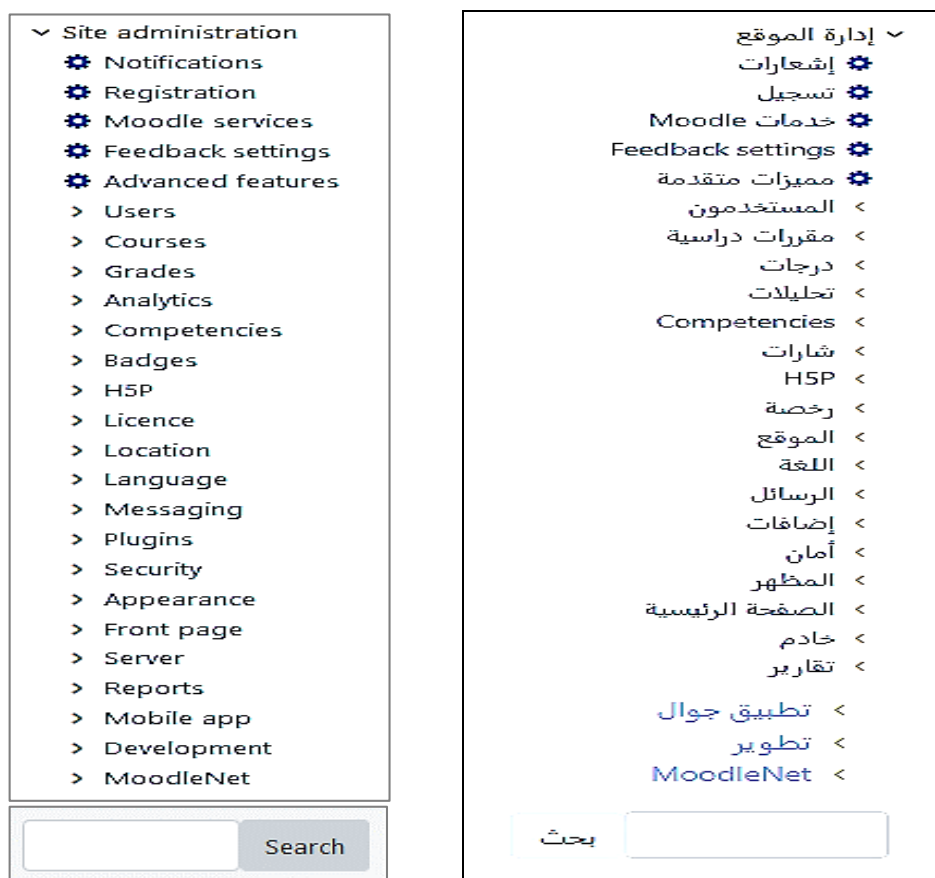 Site administration
Notifications
Registration
Moodle services
Feedback settings
Advanced features
Users
Courses
Grades
Analytics
Competencies
Badges
H5P
Licence
Location
Language
Messaging
Plugins
Security
Appearance
Front page
Server
Reports
Mobile app
Development
MoodleNet
Search
إدارة الموقع
إشعارات
تسجيل
خدمات Moodle
Feedback settings
مميزات متقدمة
المستخدمون
مقررات دراسية
درجات
تحليلات
Competencies
شارات
H5P
رخصة
الموقع
اللغة
الرسائل
إضافات
أمان
المظهر
الصفحة الرئيسية
خادم
تقارير
تطبيق جوال
تطوير
MoodleNet
بحث